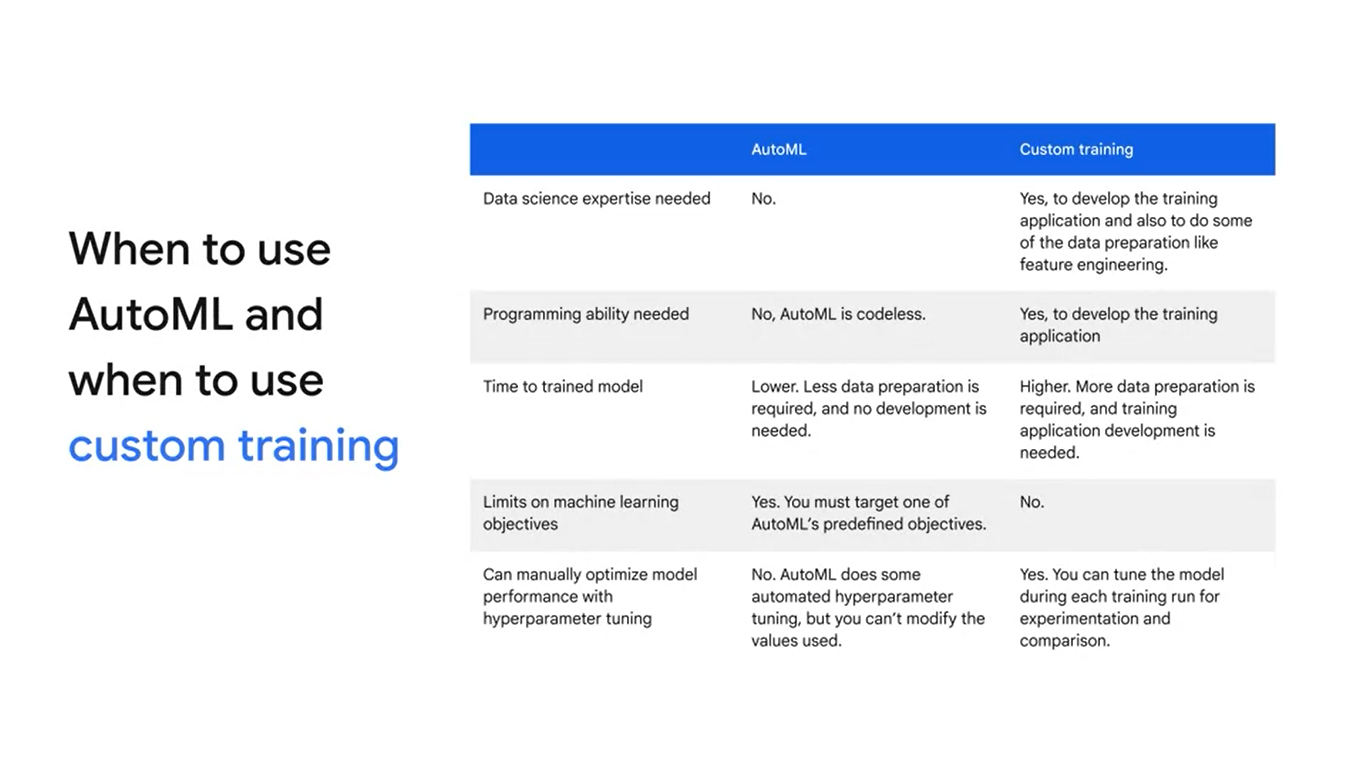 When to use
AutoML and
when to use
custom training
AutoML
Custom training
Data science expertise needed
No.
Yes, to develop the training
application and also to do some
of the data preparation like
feature engineering.
Programming ability needed
No, AutoML is codeless.
Yes, to develop the training
application
Time to trained model
Lower. Less data preparation is
required, and no development is
needed.
Higher. More data preparation is
required, and training
application development is
needed.
Limits on machine learning
objectives
Yes. You must target one of
AutoML’s predefined objectives.
No.
Can manually optimize model
performance with
hyperparameter tuning
No. AutoML does some
automated hyperparameter
tuning, but you can’t modify the
values used.
Yes. You can tune the model
during each training run for
experimentation and
comparison.